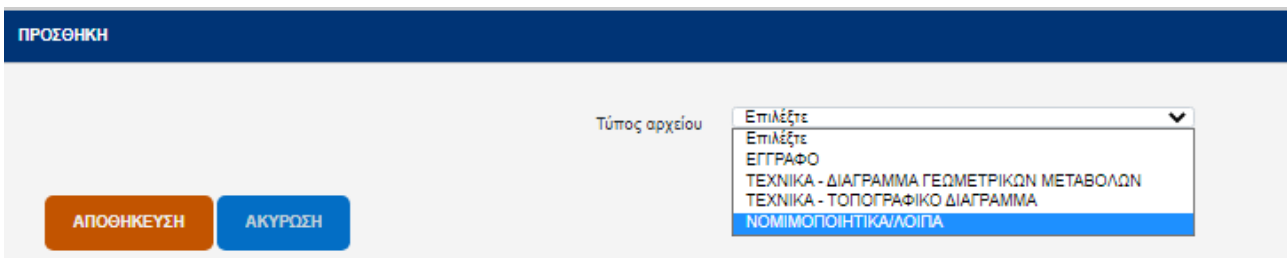 ΠΡΟΣΘΗΚΗ
Τύπος αρχείου
Επιλέξτε
Επιλέξτε
ΕΓΓΡΑΦΟ
ΤΕΧΝΙΚΑ - ΔΙΑΓΡΑΜΜΑ ΓΕΩΜΕΤΡΙΚΩΝ ΜΕΤΑΒΟΛΩΝ
ΤΕΧΝΙΚΑ - ΤΟΠΟΓΡΑΦΙΚΟ ΔΙΑΓΡΑΜΜΑ
ΝΟΜΙΜΟΠΟΙΗΤΙΚΑ/ΛΟΙΠΑ
ΑΠΟΘΗΚΕΥΣΗ
ΑΚΥΡΩΣΗ